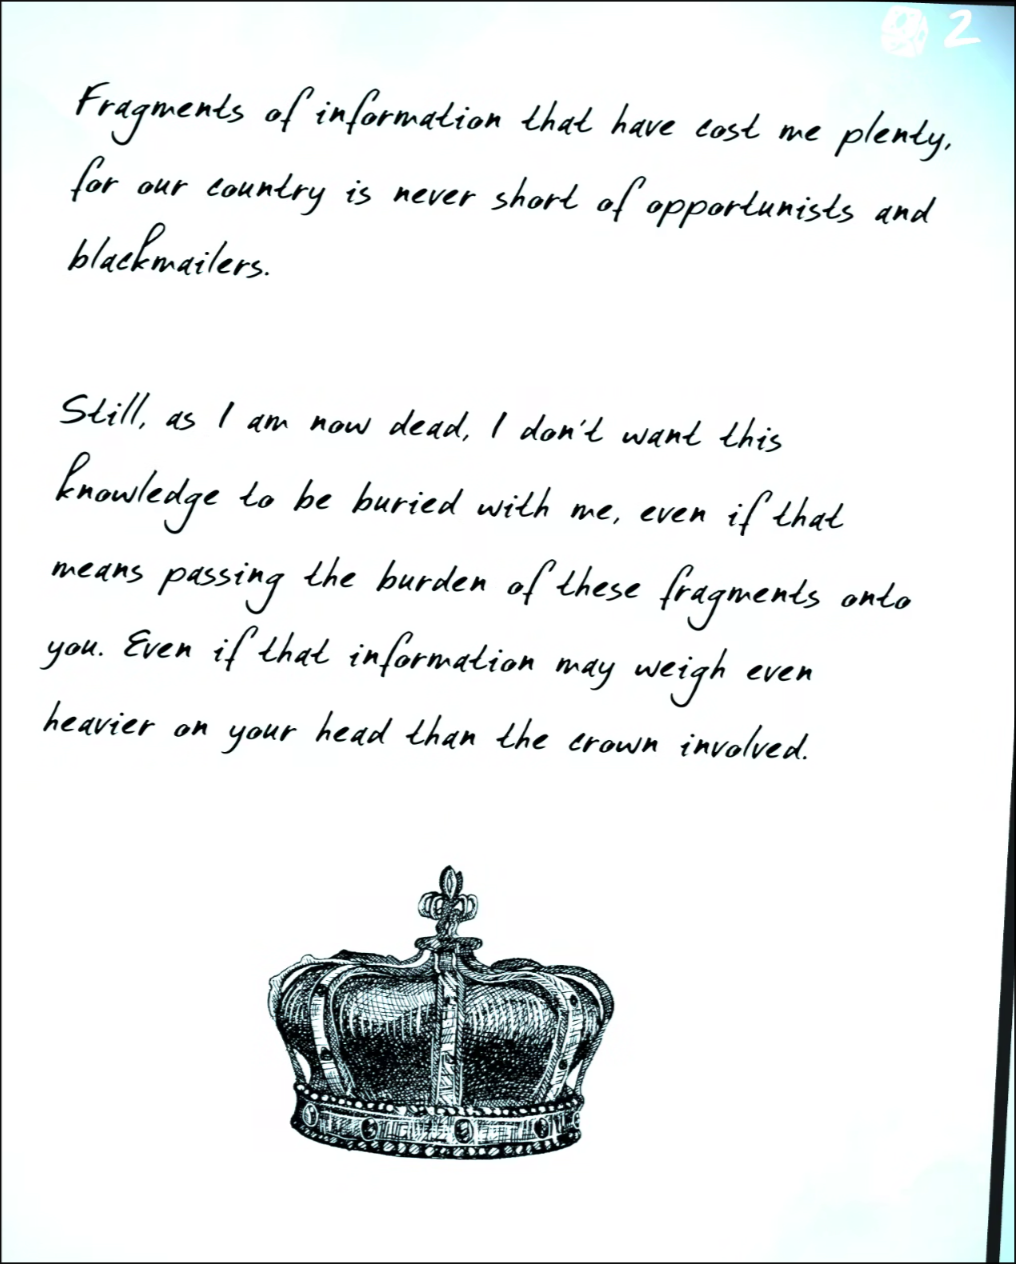 2
Fragments of information that have cost me plenty,
for our country is never short of opportunists and
blackmailers.
Still, as I am now dead, I don't want this
knowledge to be buried with me, even if that
means passing the burden of these fragments onto
you. Even if that information may weigh even
heavier on your head than the crown involved.